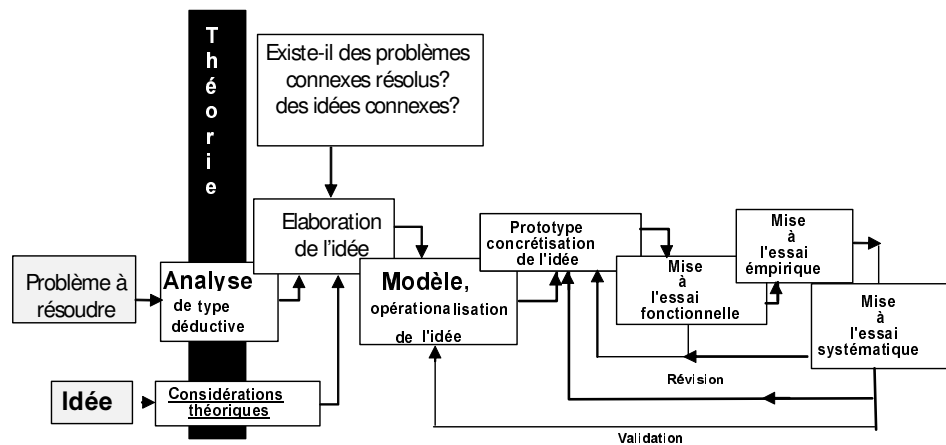 Théorie
Existe-il des problèmes
connexes résolus?
des idées connexes?
Problème à
résoudre
Analyse
de type
déductive
Elaboration
de l'idée
Modèle,
opérationalisation
de l'idée
Prototype
concrétisation
de l'idée
Mise
à
l'essai
fonctionnelle
Mise
à
l'essai
émpirique
Mise
à
l'essai
systématique
Révision
Idée
Considérations
théoriques
Validation